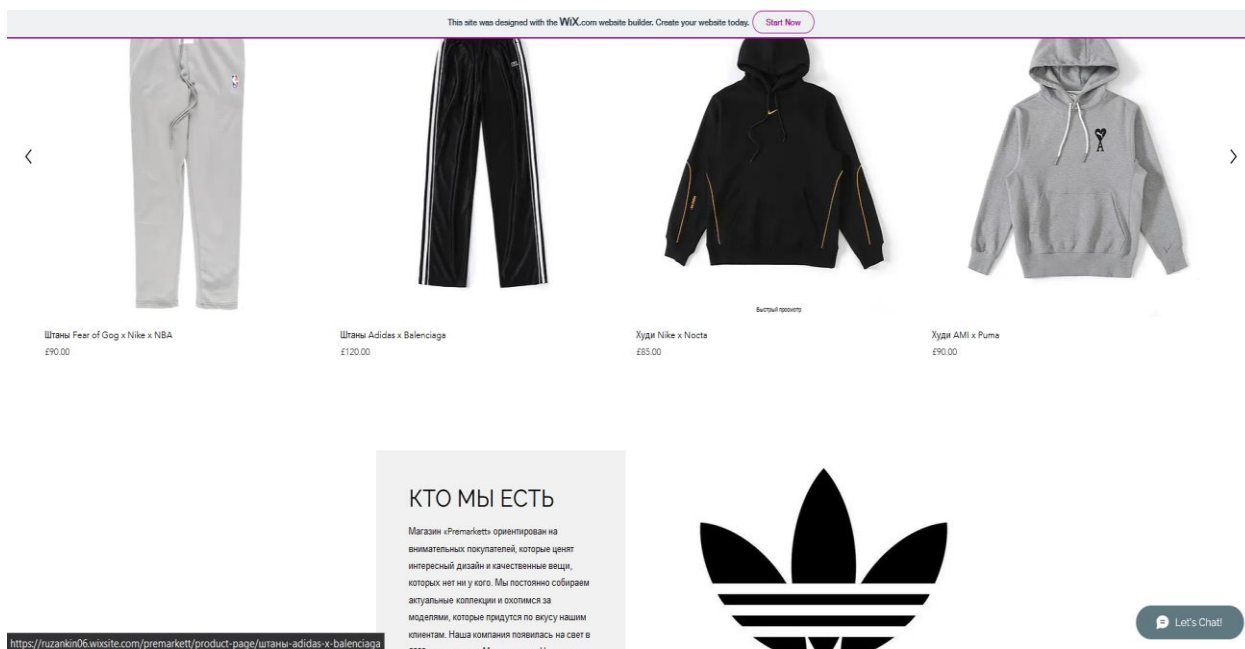 This site was designed with the WiX.com website builder. Create your website today. Start Now
Быстрый просмотр
Штаны Fear of Gog x Nike x NBA
£90.00
Штаны Adidas x Balenciaga
£120.00
Худи Nike x Nocta
£85.00
Худи AMI x Puma
£90.00
КТО МЫ ЕСТЬ
Магазин «Premarkett» ориентирован на
внимательных покупателей, которые ценят
интересный дизайн и качественные вещи,
которых нет ни у кого. Мы постоянно собираем
актуальные коллекции и охотимся за
моделями, которые придутся по вкусу нашим
клиентам. Наша компания появилась на свет в
Let's Chat!
https://ruzankin06.wixsite.com/premarkett/product-page/штаны-adidas-x-balenciaga